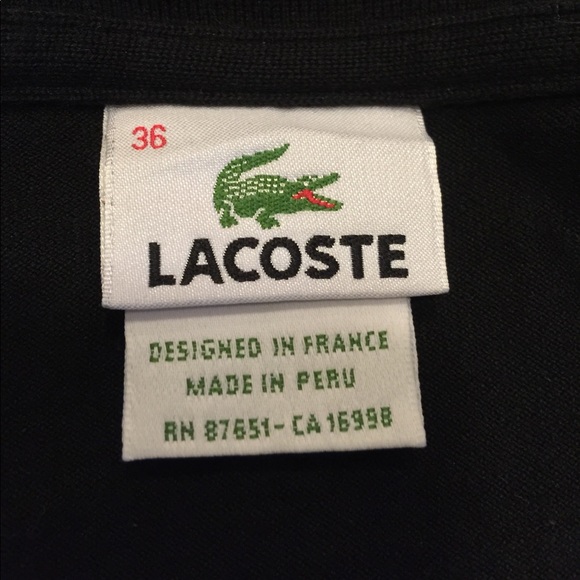 36
LACOSTE
DESIGNED IN FRANCE
MADE IN PERU
RN 87651-CA 16998